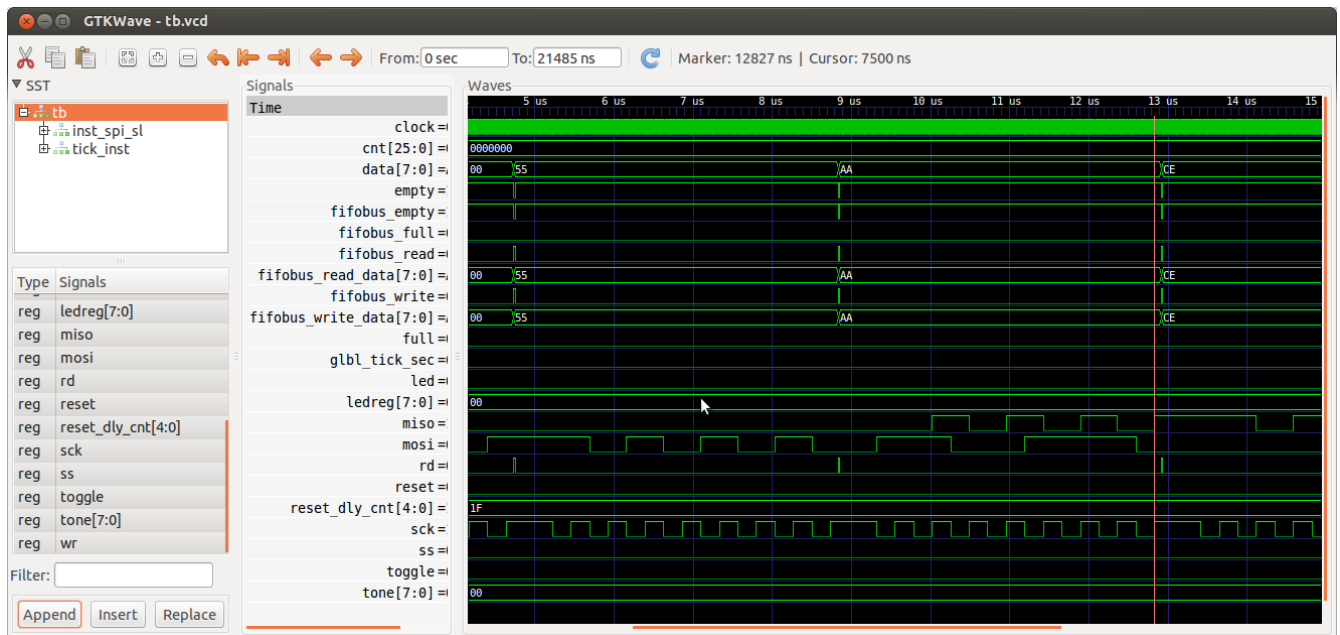 GTKWave - tb.vcd
From: 0 sec To: 21485 ns Marker: 12827 ns | Cursor: 7500 ns
SST
tb
inst_spi_sl
tick_inst
Type Signals
reg ledreg[7:0]
reg miso
reg mosi
reg rd
reg reset
reg reset_dly_cnt[4:0]
reg sck
reg ss
reg toggle
reg tone[7:0]
reg wr
Filter:
Append Insert Replace
Signals
Time
clock=
cnt[25:0]=
data[7:0]=
empty=
fifobus_empty=
fifobus_full=
fifobus_read=
fifobus_read_data[7:0]=
fifobus_write=
fifobus_write_data[7:0]=
full=
glbl_tick_sec=
led=
ledreg[7:0]=
miso=
mosi=
rd=
reset=
reset_dly_cnt[4:0]=
sck=
ss=
toggle=
tone[7:0]=
Waves
5 us 6 us 7 us 8 us 9 us 10 us 11 us 12 us 13 us 14 us 15
0000000
00 55 AA CE
00 55 AA CE
00 55 AA CE
00
1F
00